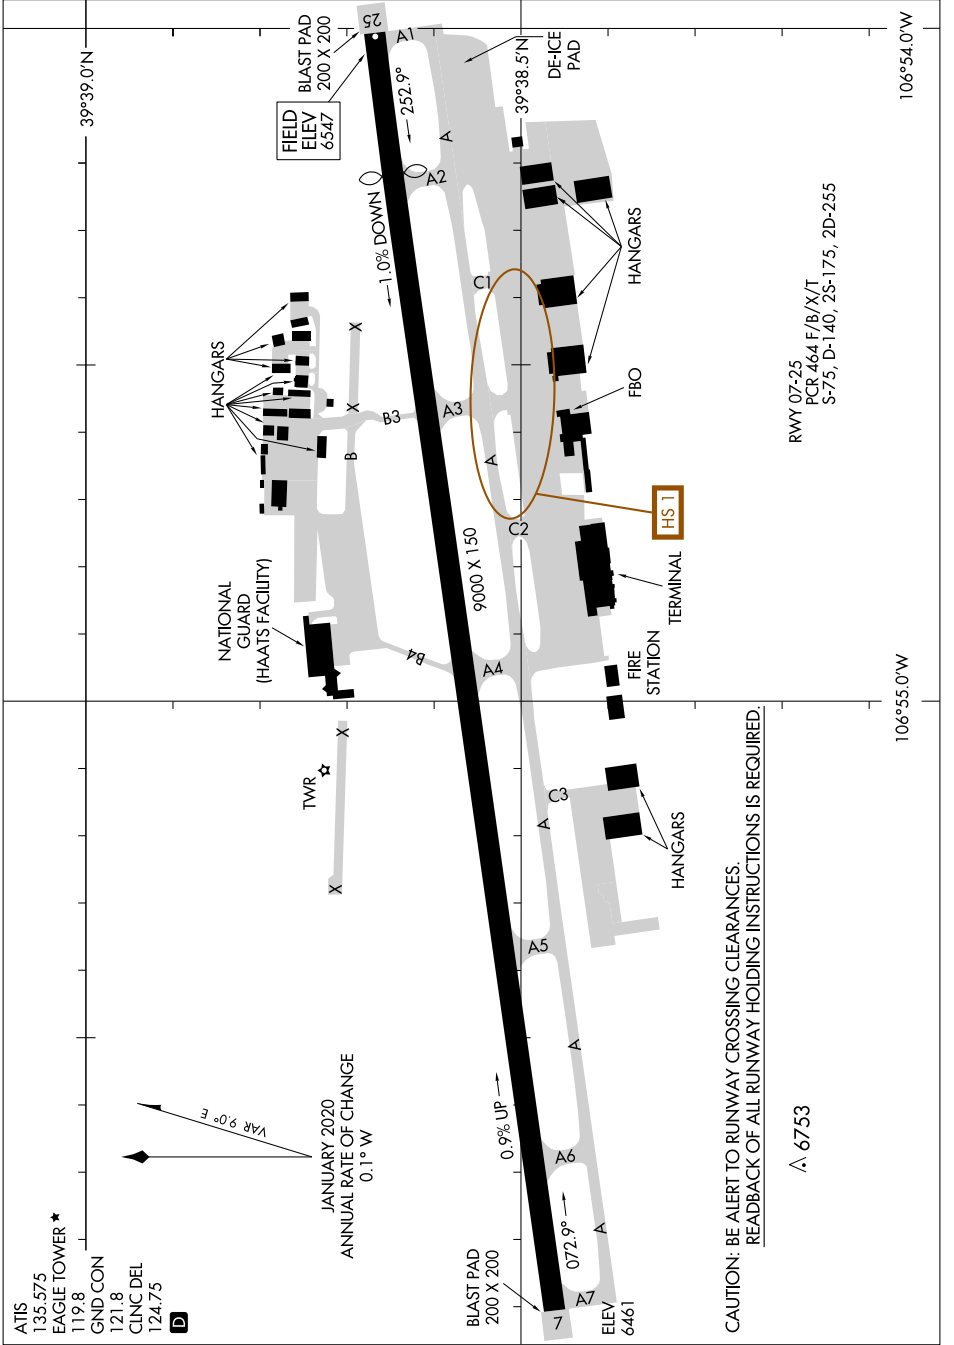 ATIS
135.575
EAGLE TOWER ★
119.8
GND CON
121.8
CLNC DEL
124.75
D
VAR 9.0° E
JANUARY 2020
ANNUAL RATE OF CHANGE
0.1° W
39°39.0'N
39°38.5'N
106°55.0'W
106°54.0'W
TWR
X
X
X
X
NATIONAL
GUARD
(HAATS FACILITY)
HANGARS
FIELD
ELEV
6547
BLAST PAD
200 X 200
25
A1
252.9°
A
A2
1.0% DOWN
DE-ICE
PAD
C1
B
B3
A3
A
B4
9000 X 150
C2
A4
HS 1
HANGARS
FBO
TERMINAL
FIRE
STATION
C3
A
HANGARS
A5
A
0.9% UP
A6
072.9°
A
A7
7
BLAST PAD
200 X 200
ELEV
6461
RWY 07-25
PCR 464 F/B/X/T
S-75, D-140, 2S-175, 2D-255
CAUTION: BE ALERT TO RUNWAY CROSSING CLEARANCES.
READBACK OF ALL RUNWAY HOLDING INSTRUCTIONS IS REQUIRED.
6753